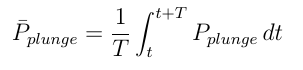 $$\bar{P}_{plunge} = \frac{1}{T} \int_{t}^{t+T} P_{plunge} \, dt$$